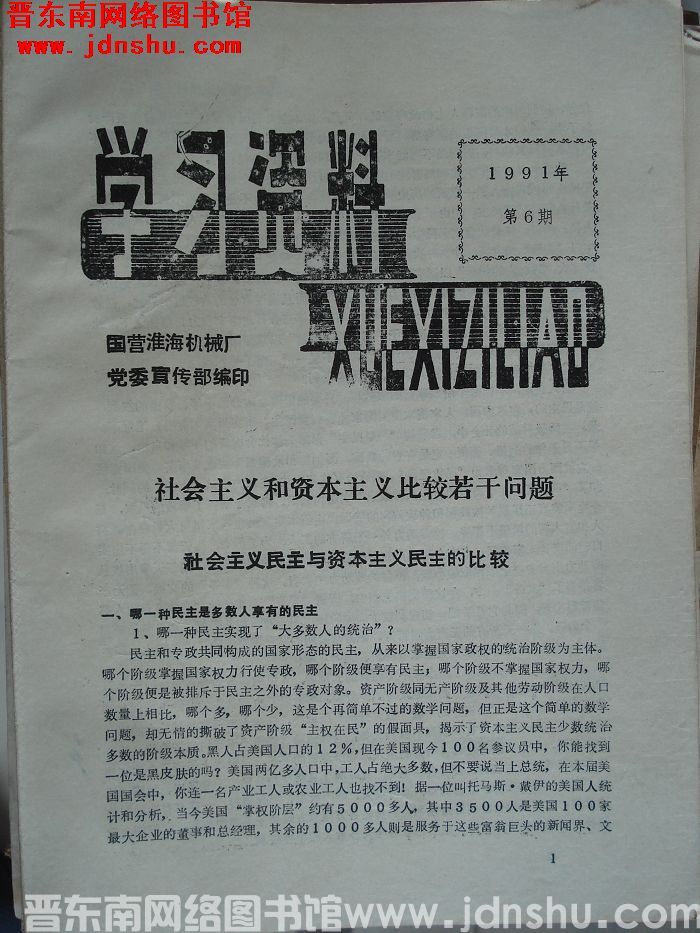 晋东南网络图书馆
www.jdnshu.com
学习资料
1991年
第6期
XUEXIZILIAO
国营淮海机械厂
党委宣传部编印
社会主义和资本主义比较若干问题
社会主义民主与资本主义民主的比较
一、哪一种民主是多数人享有的民主
1、哪一种民主实现了“大多数人的统治”？
民主和专政共同构成的国家形态的民主，从来以掌握国家政权的统治阶级为主体。
哪个阶级掌握国家权力行使专政，哪个阶级便享有民主；哪个阶级不掌握国家权力，哪
个阶级便是被排斥于民主之外的专政对象。资产阶级同无产阶级及其他劳动阶级在人口
数量上相比，哪个多，哪个少，这是个再简单不过的数学问题，但正是这个简单的数学
问题，却无情的撕破了资产阶级“主权在民”的假面具，揭示了资本主义民主少数统治
多数的阶级本质。黑人占美国人口的12%，但在美国现今100名参议员中，你能找到
一位是黑皮肤的吗？美国两亿多人口中，工人占绝大多数，但不要说当上总统，在本届美
国国会中，你连一名产业工人或农业工人也找不到！据一位叫托马斯·戴伊的美国人统
计和分析，当今美国“掌权阶层”约有5000多人，其中3500人是美国100家
最大企业的董事和总经理，其余的1000多人则是服务于这些富翁巨头的新闻界、文
1
晋东南网络图书馆www.jdnshu.com